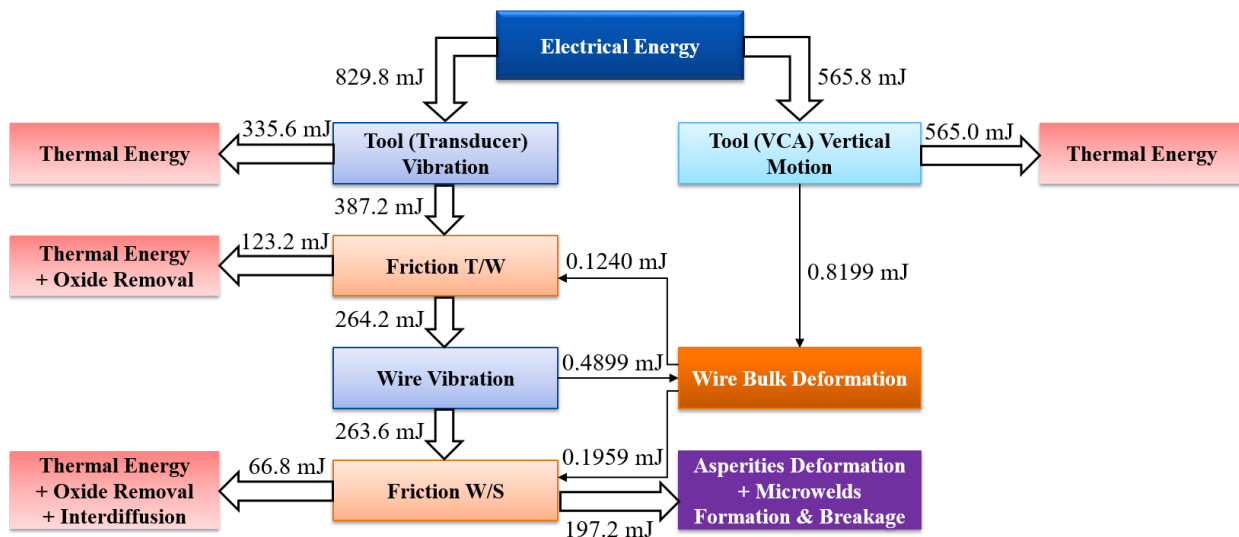 Electrical Energy
829.8 mJ
565.8 mJ
335.6 mJ
565.0 mJ
Thermal Energy
Tool (Transducer)
Vibration
Tool (VCA) Vertical
Motion
Thermal Energy
387.2 mJ
123.2 mJ
Thermal Energy
+ Oxide Removal
Friction T/W
0.1240 mJ
0.8199 mJ
264.2 mJ
Wire Vibration
0.4899 mJ
Wire Bulk Deformation
263.6 mJ
0.1959 mJ
66.8 mJ
Thermal Energy
+ Oxide Removal
+ Interdiffusion
Friction W/S
197.2 mJ
Asperities Deformation
+ Microwelds
Formation & Breakage